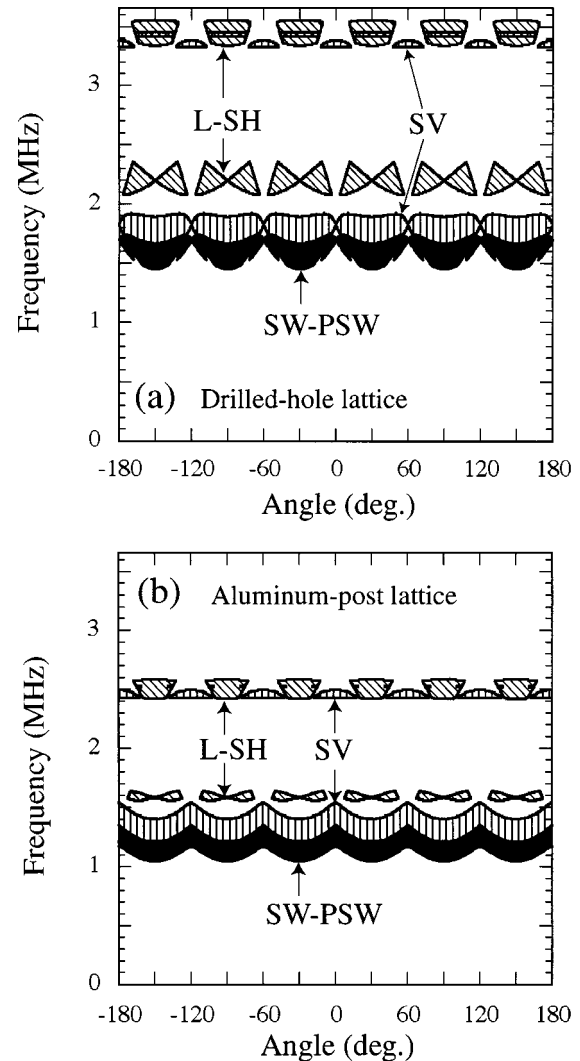 3
L-SH
SV
Frequency (MHz)
2
1
SW-PSW
(a) Drilled-hole lattice
0
-180 -120 -60 0 60 120 180
Angle (deg.)
(b) Aluminum-post lattice
3
Frequency (MHz)
2
L-SH
SV
1
SW-PSW
0
-180 -120 -60 0 60 120 180
Angle (deg.)